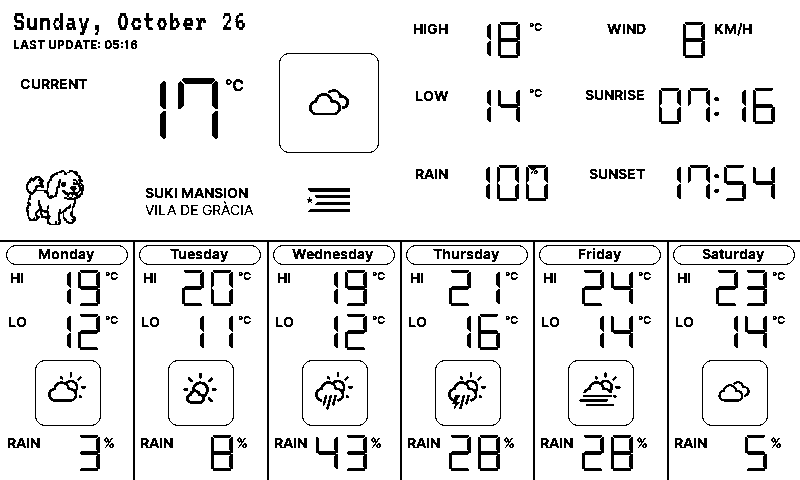 Sunday, October 26
LAST UPDATE: 05:16
CURRENT 17 °C
HIGH 18 °C
WIND 8 KM/H
LOW 14 °C
SUNRISE 07:16
RAIN 100 %
SUNSET 17:54
SUKI MANSION
VILA DE GRÀCIA
Monday
HI 19 °C
LO 12 °C
RAIN 3 %
Tuesday
HI 20 °C
LO 11 °C
RAIN 8 %
Wednesday
HI 19 °C
LO 12 °C
RAIN 43 %
Thursday
HI 21 °C
LO 16 °C
RAIN 28 %
Friday
HI 24 °C
LO 14 °C
RAIN 28 %
Saturday
HI 23 °C
LO 14 °C
RAIN 5 %